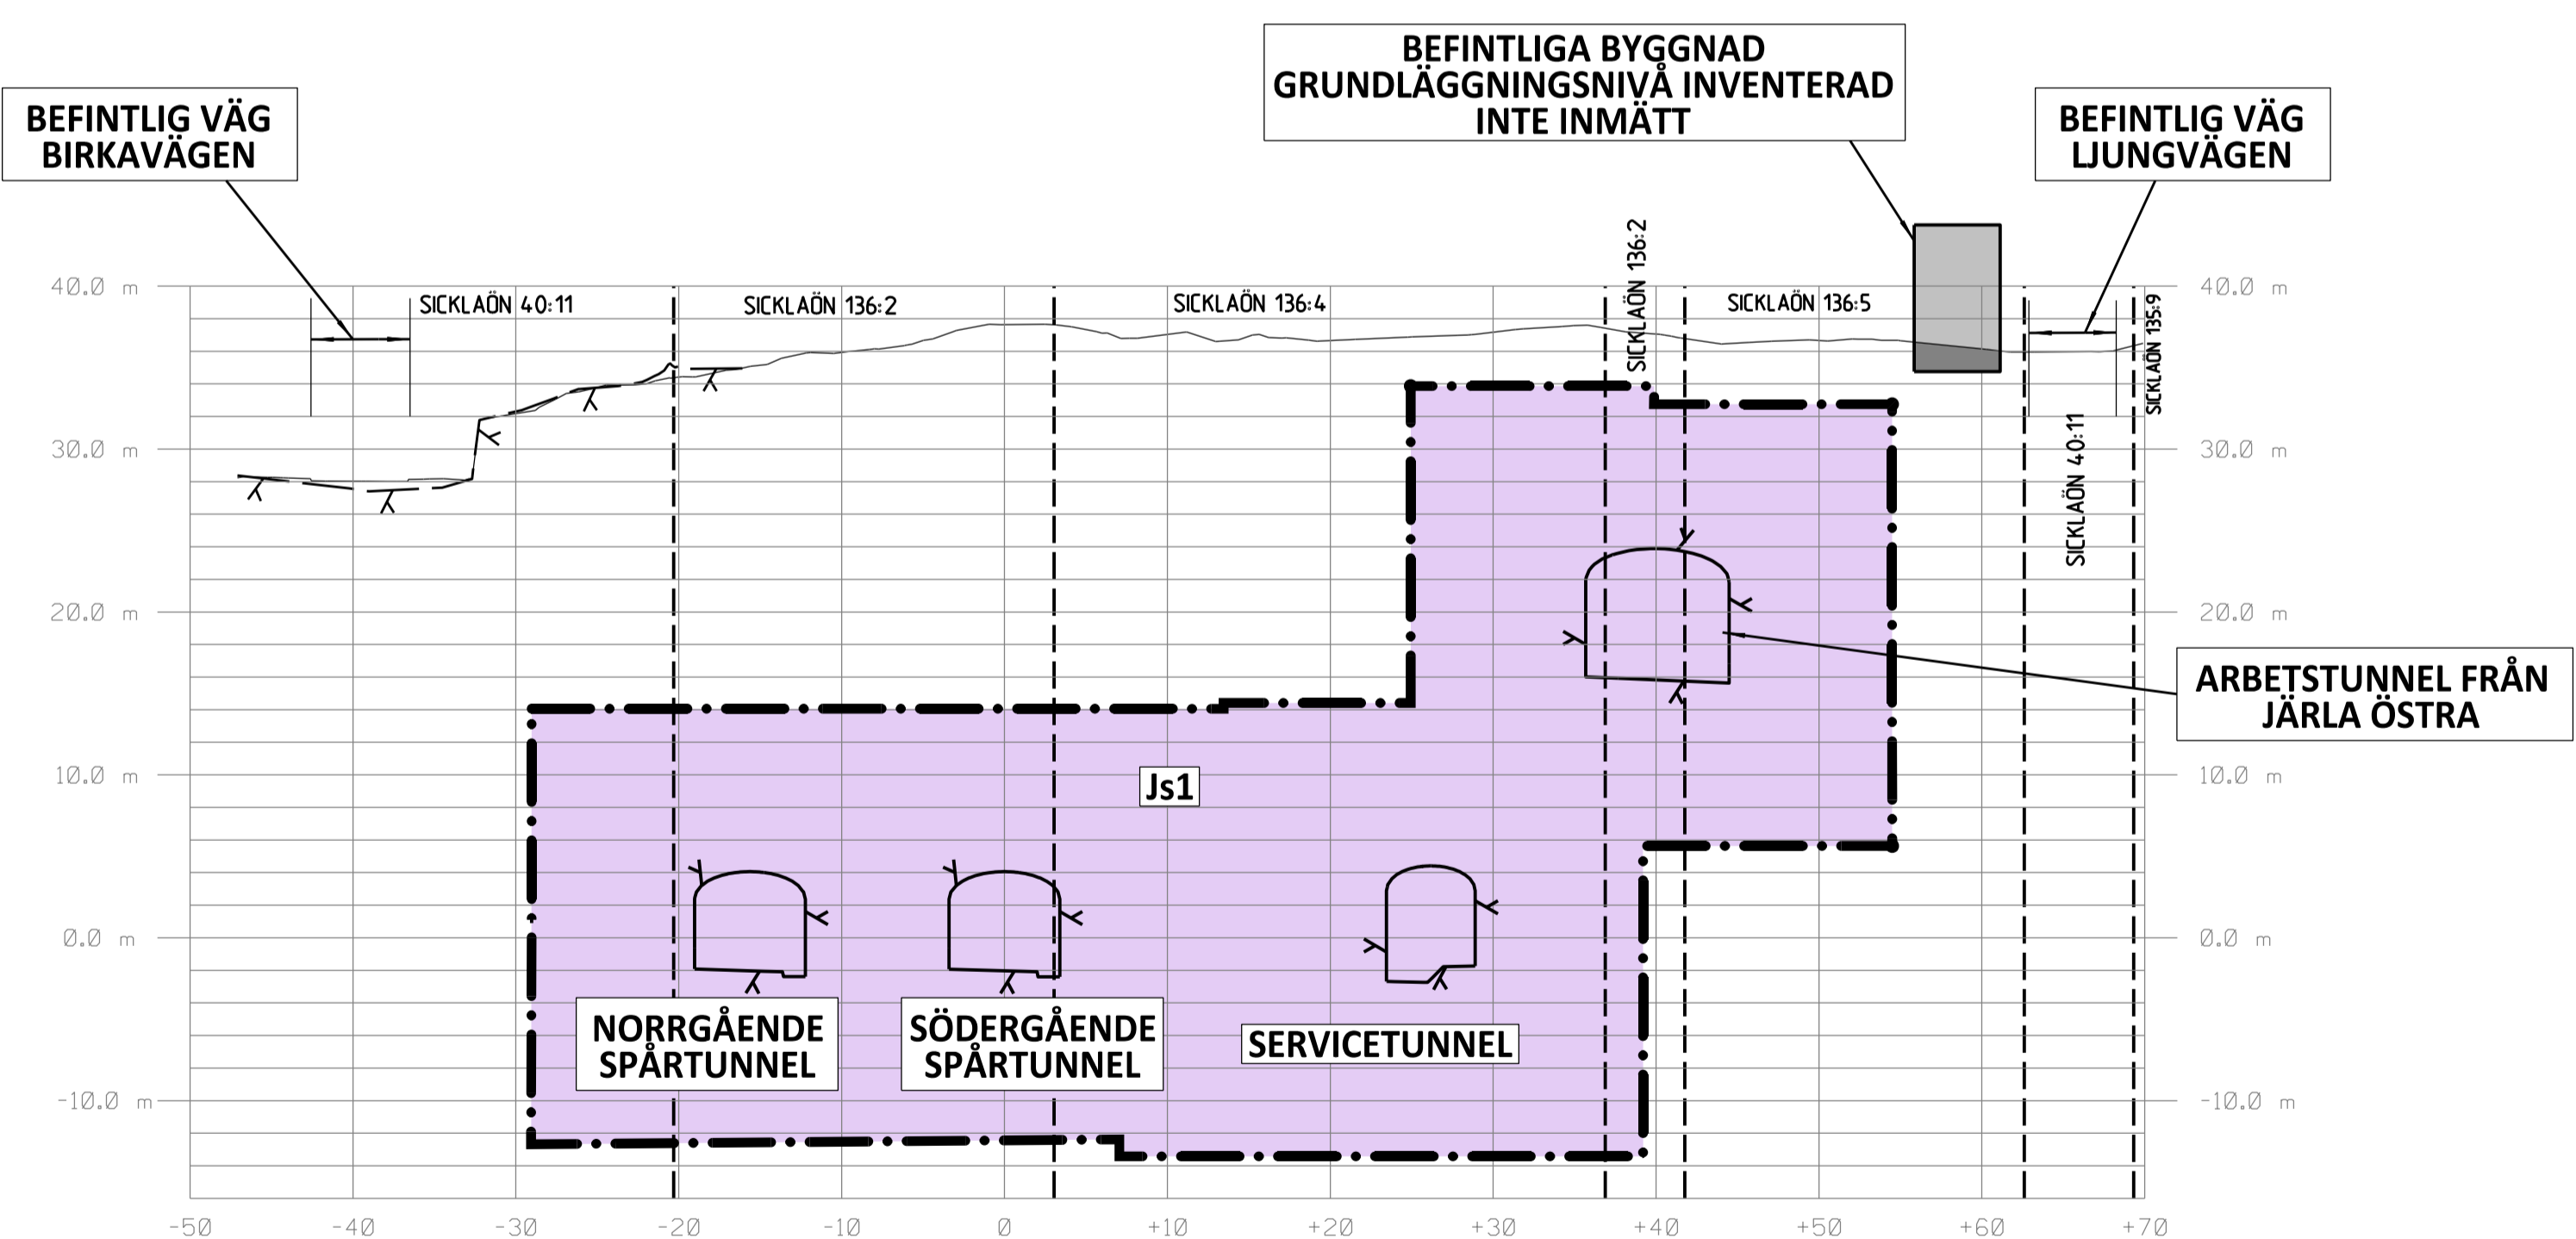 BEFINTLIGA BYGGNAD
GRUNDLÄGGNINGSNIVÅ INVENTERAD
INTE INMÄTT
BEFINTLIG VÄG
BIRKAVÄGEN
BEFINTLIG VÄG
LJUNGVÄGEN
40.0 m
SICKLAÖN 40:11
SICKLAÖN 136:2
SICKLAÖN 136:4
SICKLAÖN 136:2
SICKLAÖN 136:5
SICKLAÖN 40:11
SICKLAÖN 135:9
40.0 m
30.0 m
30.0 m
20.0 m
20.0 m
ARBETSTUNNEL FRÅN
JÄRLA ÖSTRA
10.0 m
Js1
10.0 m
0.0 m
0.0 m
NORRGÅENDE
SPÅRTUNNEL
SÖDERGÅENDE
SPÅRTUNNEL
SERVICETUNNEL
-10.0 m
-10.0 m
-50
-40
-30
-20
-10
0
+10
+20
+30
+40
+50
+60
+70